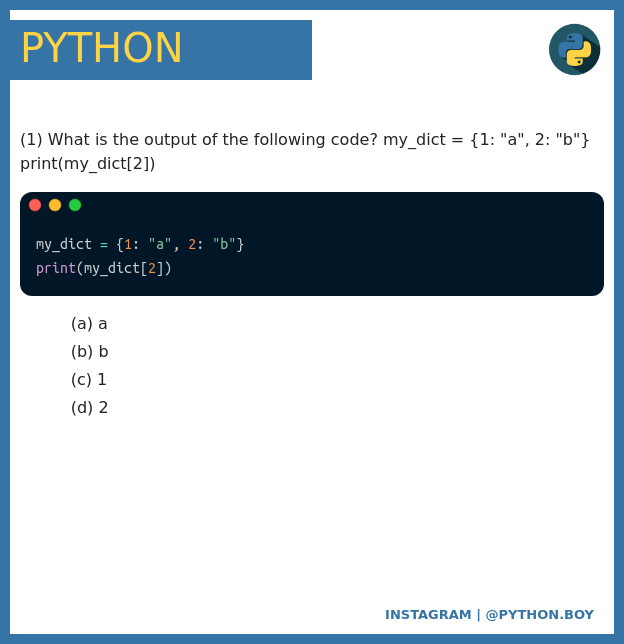 PYTHON
(1) What is the output of the following code? my_dict = {1: "a", 2: "b"}
print(my_dict[2])
my_dict = {1: "a", 2: "b"}
print(my_dict[2])
(a) a
(b) b
(c) 1
(d) 2
INSTAGRAM | @PYTHON.BOY